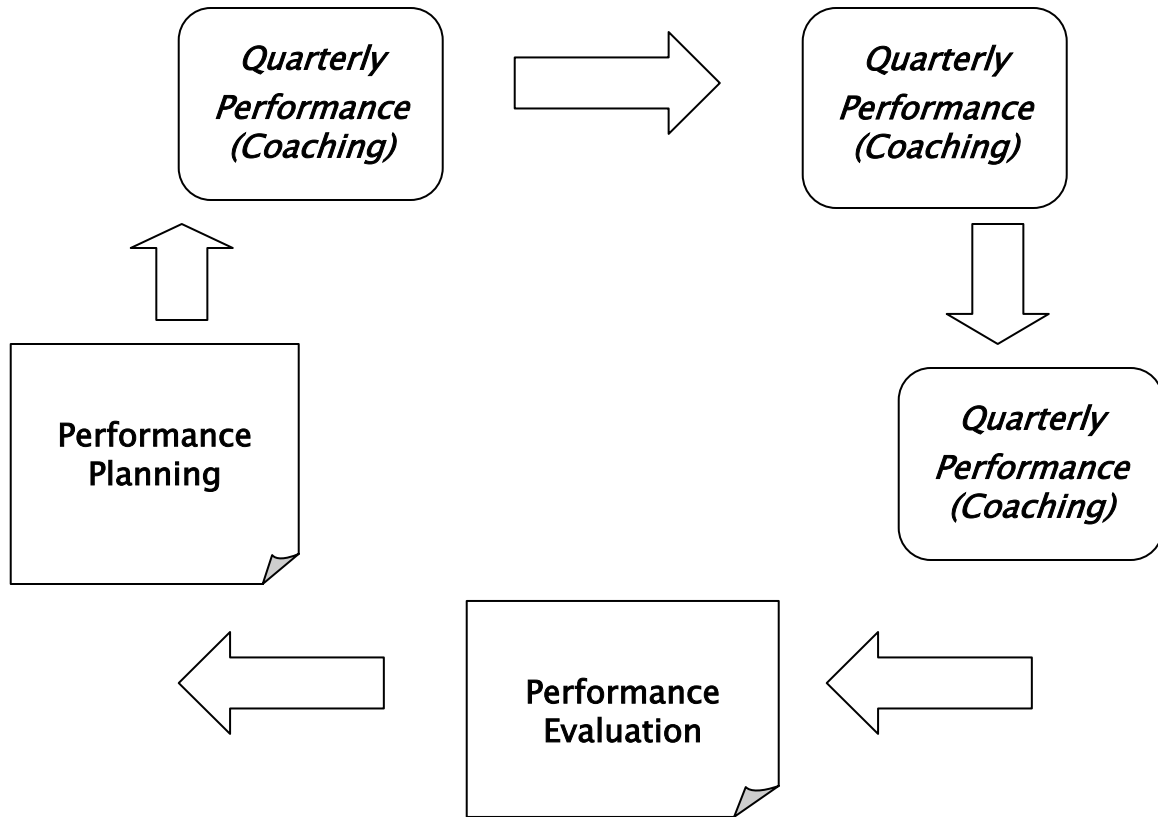 Quarterly
Performance
(Coaching)
Quarterly
Performance
(Coaching)
Quarterly
Performance
(Coaching)
Performance
Planning
Performance
Evaluation